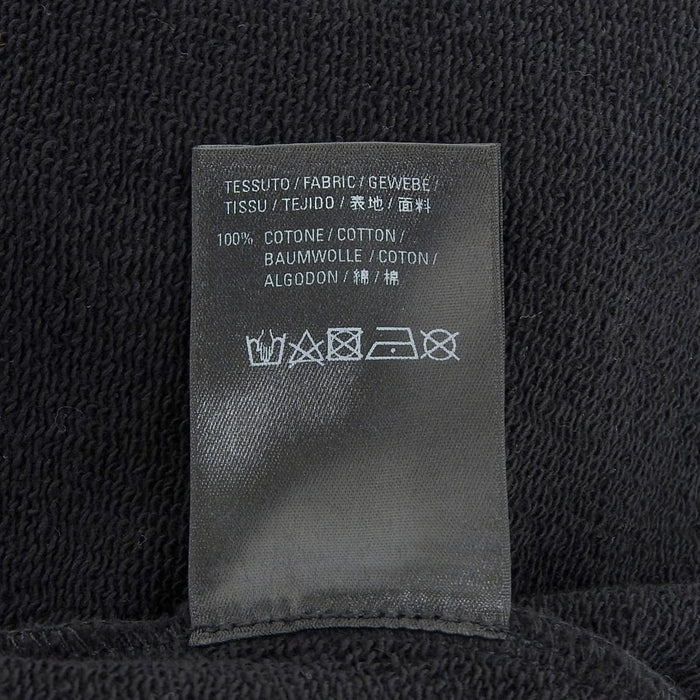 TESSUTO / FABRIC / GEWEBE /
TISSU / TEJIDO / 表地 / 面料
100% COTONE / COTTON /
BAUMWOLLE / COTON /
ALGODON / 綿 / 棉